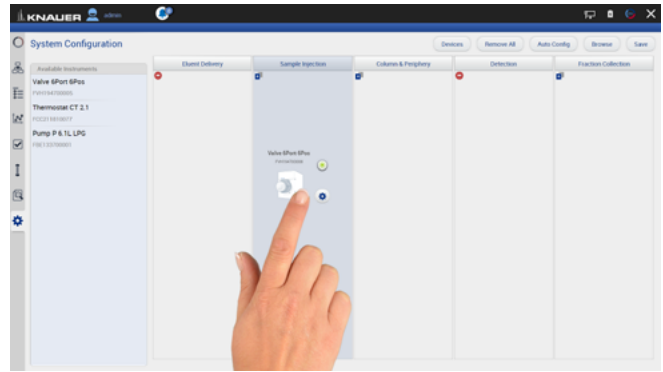 KNAUER admin
System Configuration
Devices Remove All Auto Config Browse Save
Available Instruments
Eluent Delivery Sample Injection Column & Periphery Detection Fraction Collection
Valve 6Port 6Pos
Thermostat CT 2.1
Pump P 6.1L LPG
Valve 6Port 6Pos